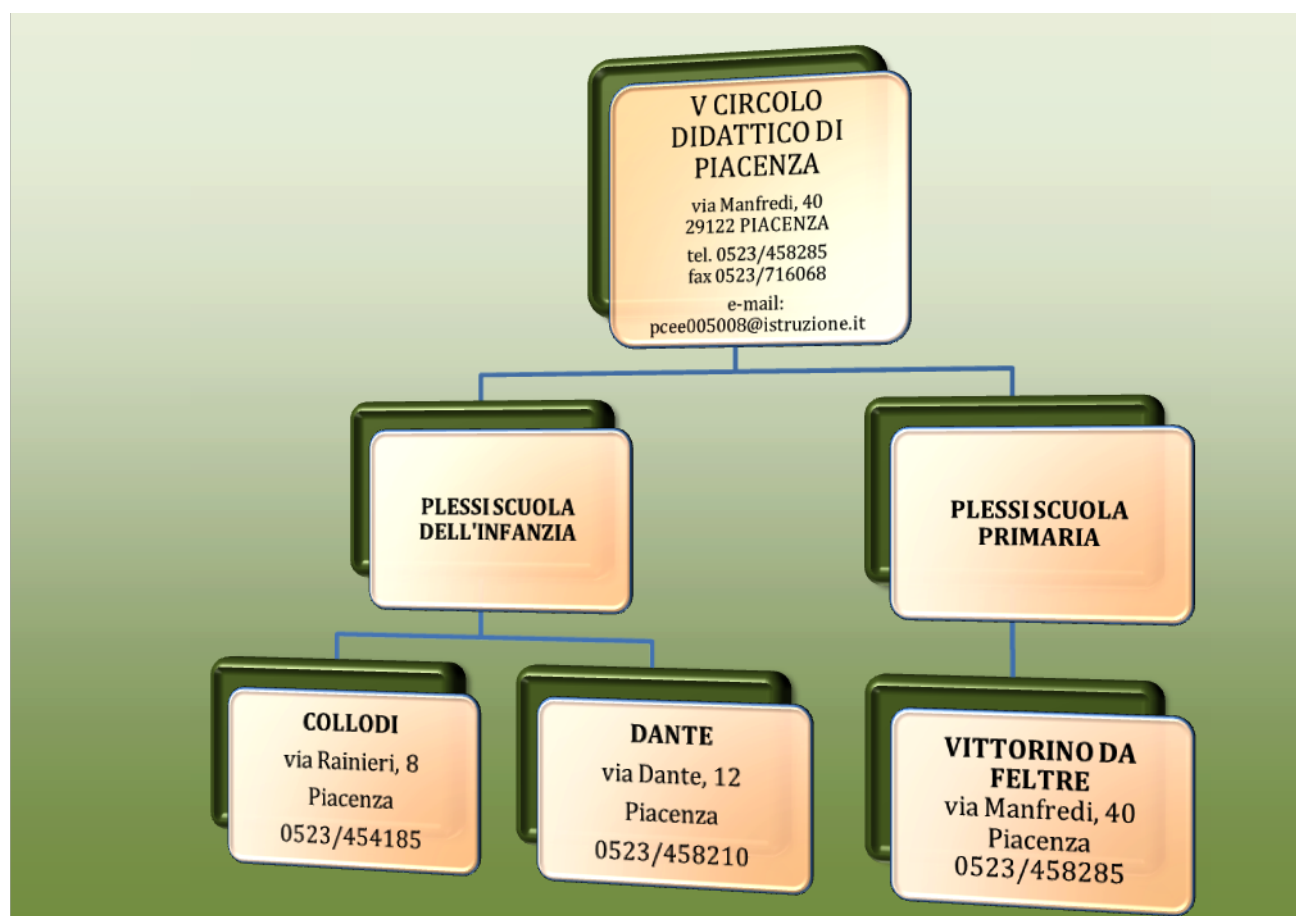 V CIRCOLO
DIDATTICO DI
PIACENZA
via Manfredi, 40
29122 PIACENZA
tel. 0523/458285
fax 0523/716068
e-mail:
pcee005008@istruzione.it
PLESSI SCUOLA
DELL'INFANZIA
PLESSI SCUOLA
PRIMARIA
COLLODI
via Rainieri, 8
Piacenza
0523/454185
DANTE
via Dante, 12
Piacenza
0523/458210
VITTORINO DA
FELTRE
via Manfredi, 40
Piacenza
0523/458285